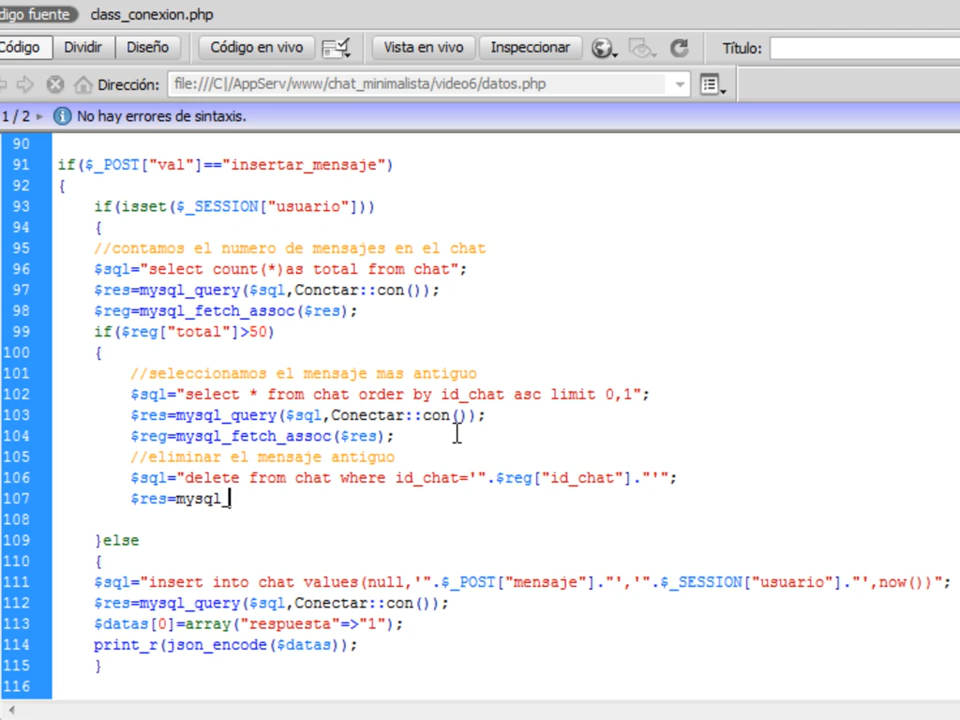 digo fuente class_conexion.php
Código Dividir Diseño Código en vivo Vista en vivo Inspeccionar Título:
Dirección: file:///C|/AppServ/www/chat_minimalista/video6/datos.php
1 / 2 No hay errores de sintaxis.
90
91 if($_POST["val"]=="insertar_mensaje")
92 {
93 if(isset($_SESSION["usuario"]))
94 {
95 //contamos el numero de mensajes en el chat
96 $sql="select count(*)as total from chat";
97 $res=mysql_query($sql,Conctar::con());
98 $reg=mysql_fetch_assoc($res);
99 if($reg["total"]>50)
100 {
101 //seleccionamos el mensaje mas antiguo
102 $sql="select * from chat order by id_chat asc limit 0,1";
103 $res=mysql_query($sql,Conectar::con());
104 $reg=mysql_fetch_assoc($res);
105 //eliminar el mensaje antiguo
106 $sql="delete from chat where id_chat='".$reg["id_chat"]."'";
107 $res=mysql_
108
109 }else
110 {
111 $sql="insert into chat values(null,'".$_POST["mensaje"]."','".$_SESSION["usuario"]."',now())";
112 $res=mysql_query($sql,Conectar::con());
113 $datas[0]=array("respuesta"=>"1");
114 print_r(json_encode($datas));
115 }
116